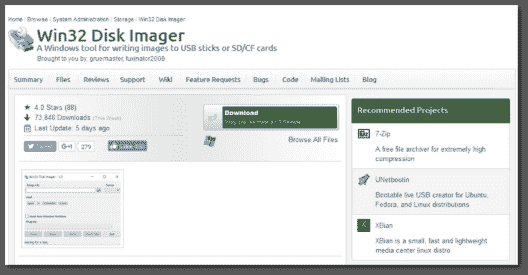 Home / Browse / System Administration / Storage / Win32 Disk Imager
Win32 Disk Imager
A Windows tool for writing images to USB sticks or SD/CF cards
Brought to you by: gruemaster, tuxinator2009
Summary Files Reviews Support Wiki Feature Requests Bugs Code Mailing Lists Blog
4.0 Stars (88)
73,846 Downloads (This Week)
Last Update: 5 days ago
G+1 279
Download
Browse All Files
Recommended Projects
7-Zip
A free file archiver for extremely high
compression
UNetbootin
Bootable live USB creator for Ubuntu,
Fedora, and Linux distributions
XBian
XBian is a small, fast and lightweight
media center linux distro